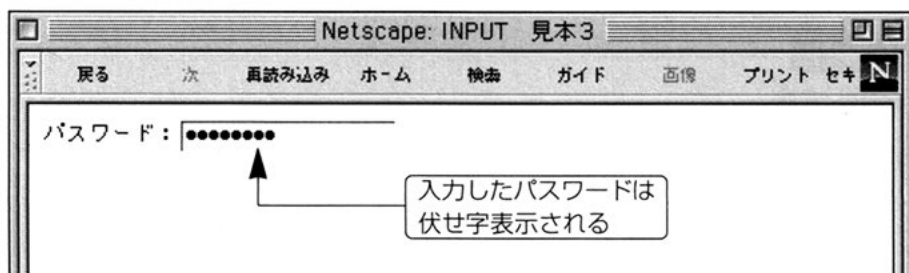 Netscape: INPUT 見本3
戻る 次 再読み込み ホーム 検索 ガイド 画像 プリント セキ N
パスワード：●●●●●●●●
入力したパスワードは
伏せ字表示される